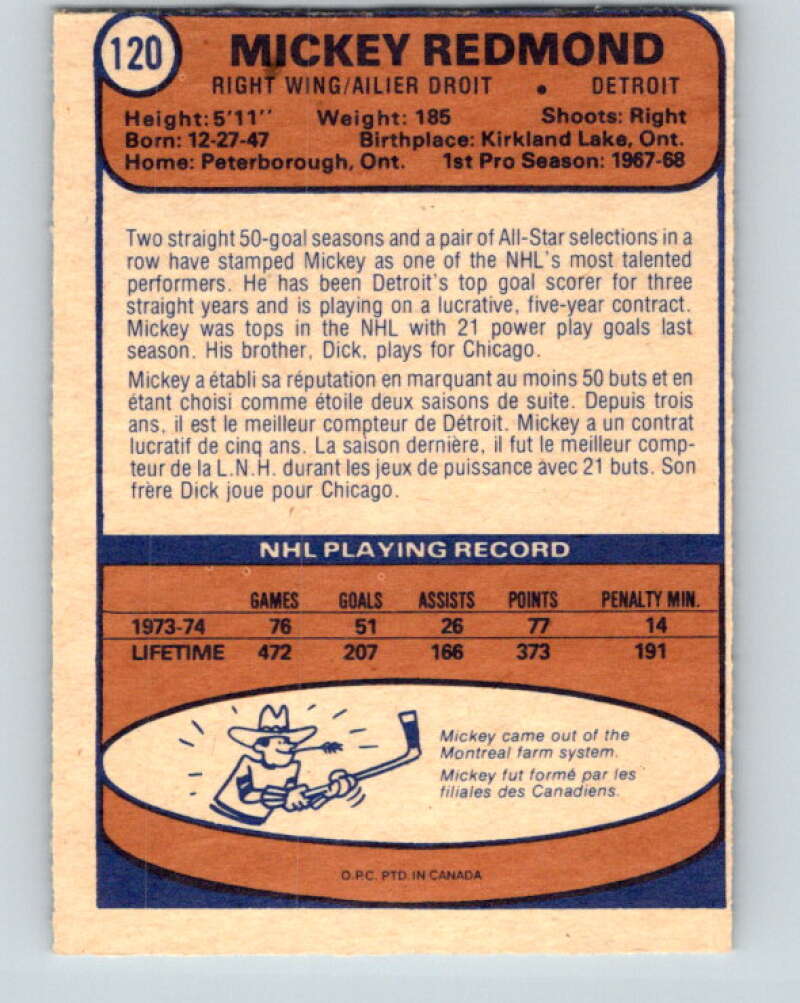 120
MICKEY REDMOND
RIGHT WING/AILIER DROIT • DETROIT
Height: 5'11" Weight: 185 Shoots: Right
Born: 12-27-47 Birthplace: Kirkland Lake, Ont.
Home: Peterborough, Ont. 1st Pro Season: 1967-68
Two straight 50-goal seasons and a pair of All-Star selections in a
row have stamped Mickey as one of the NHL's most talented
performers. He has been Detroit's top goal scorer for three
straight years and is playing on a lucrative, five-year contract.
Mickey was tops in the NHL with 21 power play goals last
season. His brother, Dick, plays for Chicago.
Mickey a établi sa réputation en marquant au moins 50 buts et en
étant choisi comme étoile deux saisons de suite. Depuis trois
ans, il est le meilleur compteur de Détroit. Mickey a un contrat
lucratif de cinq ans. La saison dernière, il fut le meilleur comp-
teur de la L.N.H. durant les jeux de puissance avec 21 buts. Son
frère Dick joue pour Chicago.
NHL PLAYING RECORD
GAMES GOALS ASSISTS POINTS PENALTY MIN.
1973-74 76 51 26 77 14
LIFETIME 472 207 166 373 191
Mickey came out of the
Montreal farm system.
Mickey fut formé par les
filiales des Canadiens.
O.P.C. PTD. IN CANADA